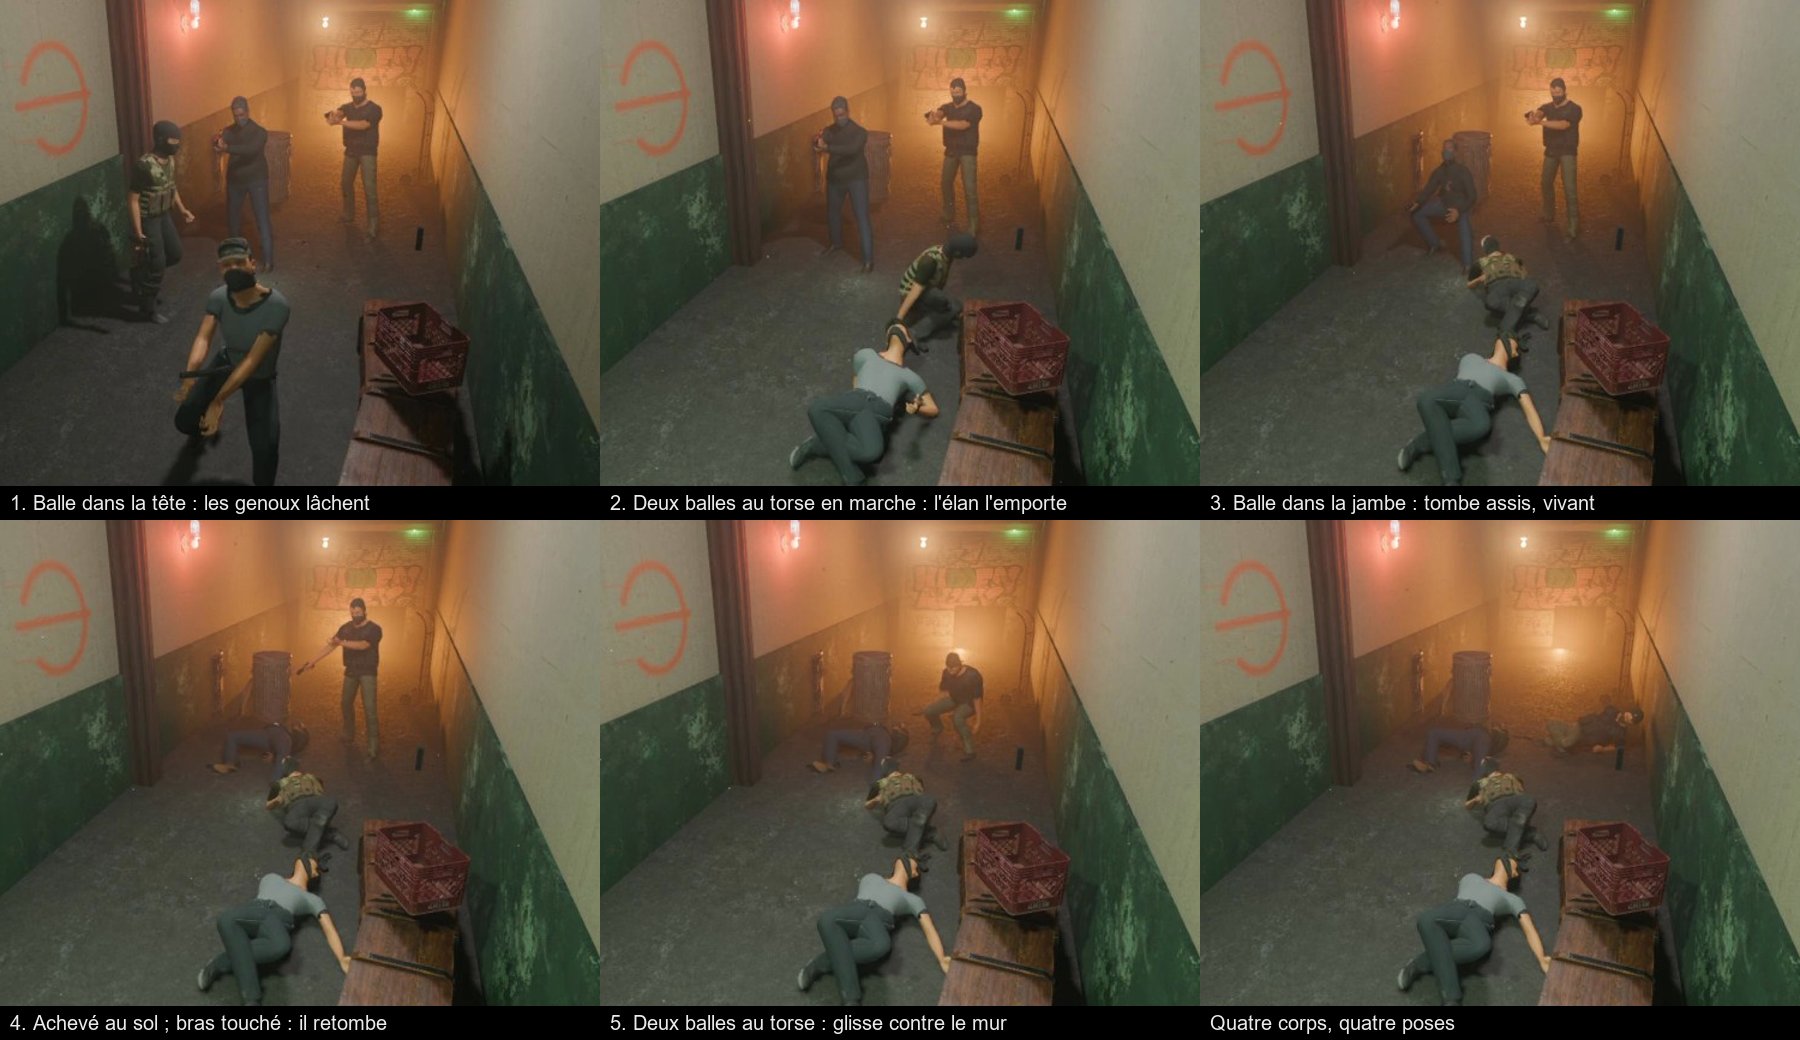 1. Balle dans la tête : les genoux lâchent
2. Deux balles au torse en marche : l'élan l'emporte
3. Balle dans la jambe : tombe assis, vivant
4. Achevé au sol ; bras touché : il retombe
5. Deux balles au torse : glisse contre le mur
Quatre corps, quatre poses